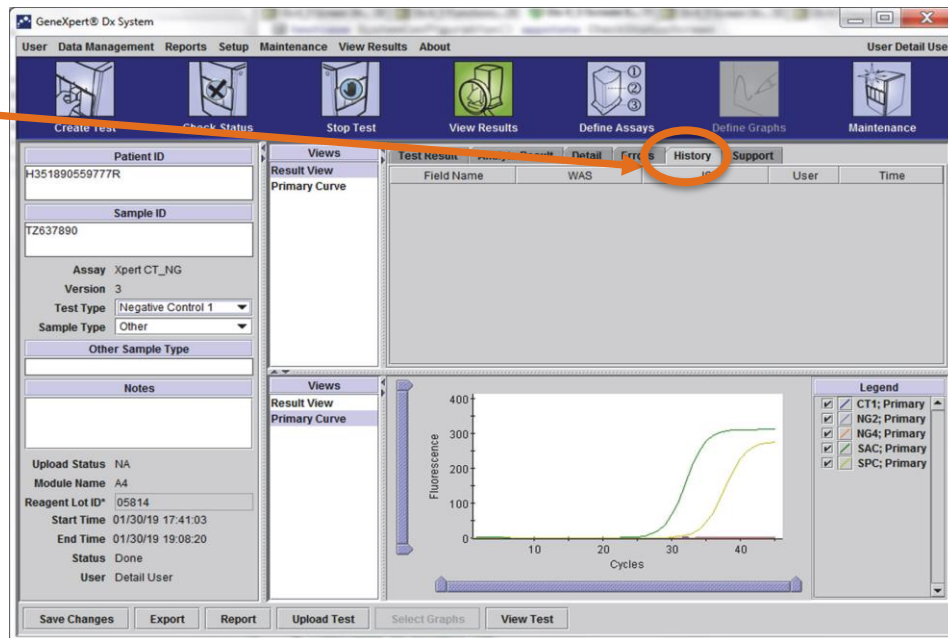 GeneXpert® Dx System
User Data Management Reports Setup Maintenance View Results About User Detail Use
Create Test Check Status Stop Test View Results Define Assays Define Graphs Maintenance
Patient ID
H351890559777R
Sample ID
TZ637890
Assay Xpert CT_NG
Version 3
Test Type Negative Control 1
Sample Type Other
Other Sample Type
Notes
Upload Status NA
Module Name A4
Reagent Lot ID* 05814
Start Time 01/30/19 17:41:03
End Time 01/30/19 19:08:20
Status Done
User Detail User
Views
Result View
Primary Curve
Test Result Analyte Result Detail Errors History Support
Field Name WAS User Time
Views
Result View
Primary Curve
400
300
200
100
0
Fluorescence
10 20 30 40
Cycles
Legend
CT1; Primary
NG2; Primary
NG4; Primary
SAC; Primary
SPC; Primary
Save Changes Export Report Upload Test Select Graphs View Test